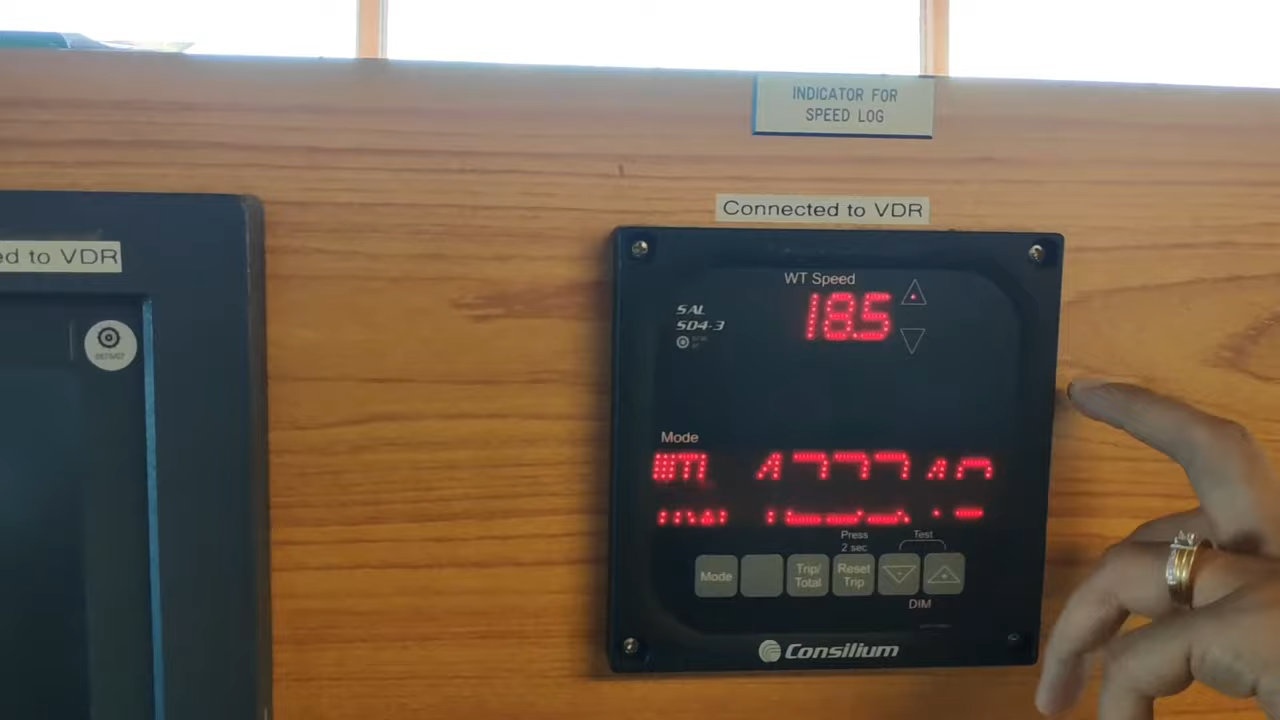 INDICATOR FOR
SPEED LOG
Connected to VDR
ed to VDR
WT Speed
18.5
SAL
SD4-3
Mode
Press
2 sec
Test
Mode
Trip/
Total
Reset
Trip
DIM
Consilium